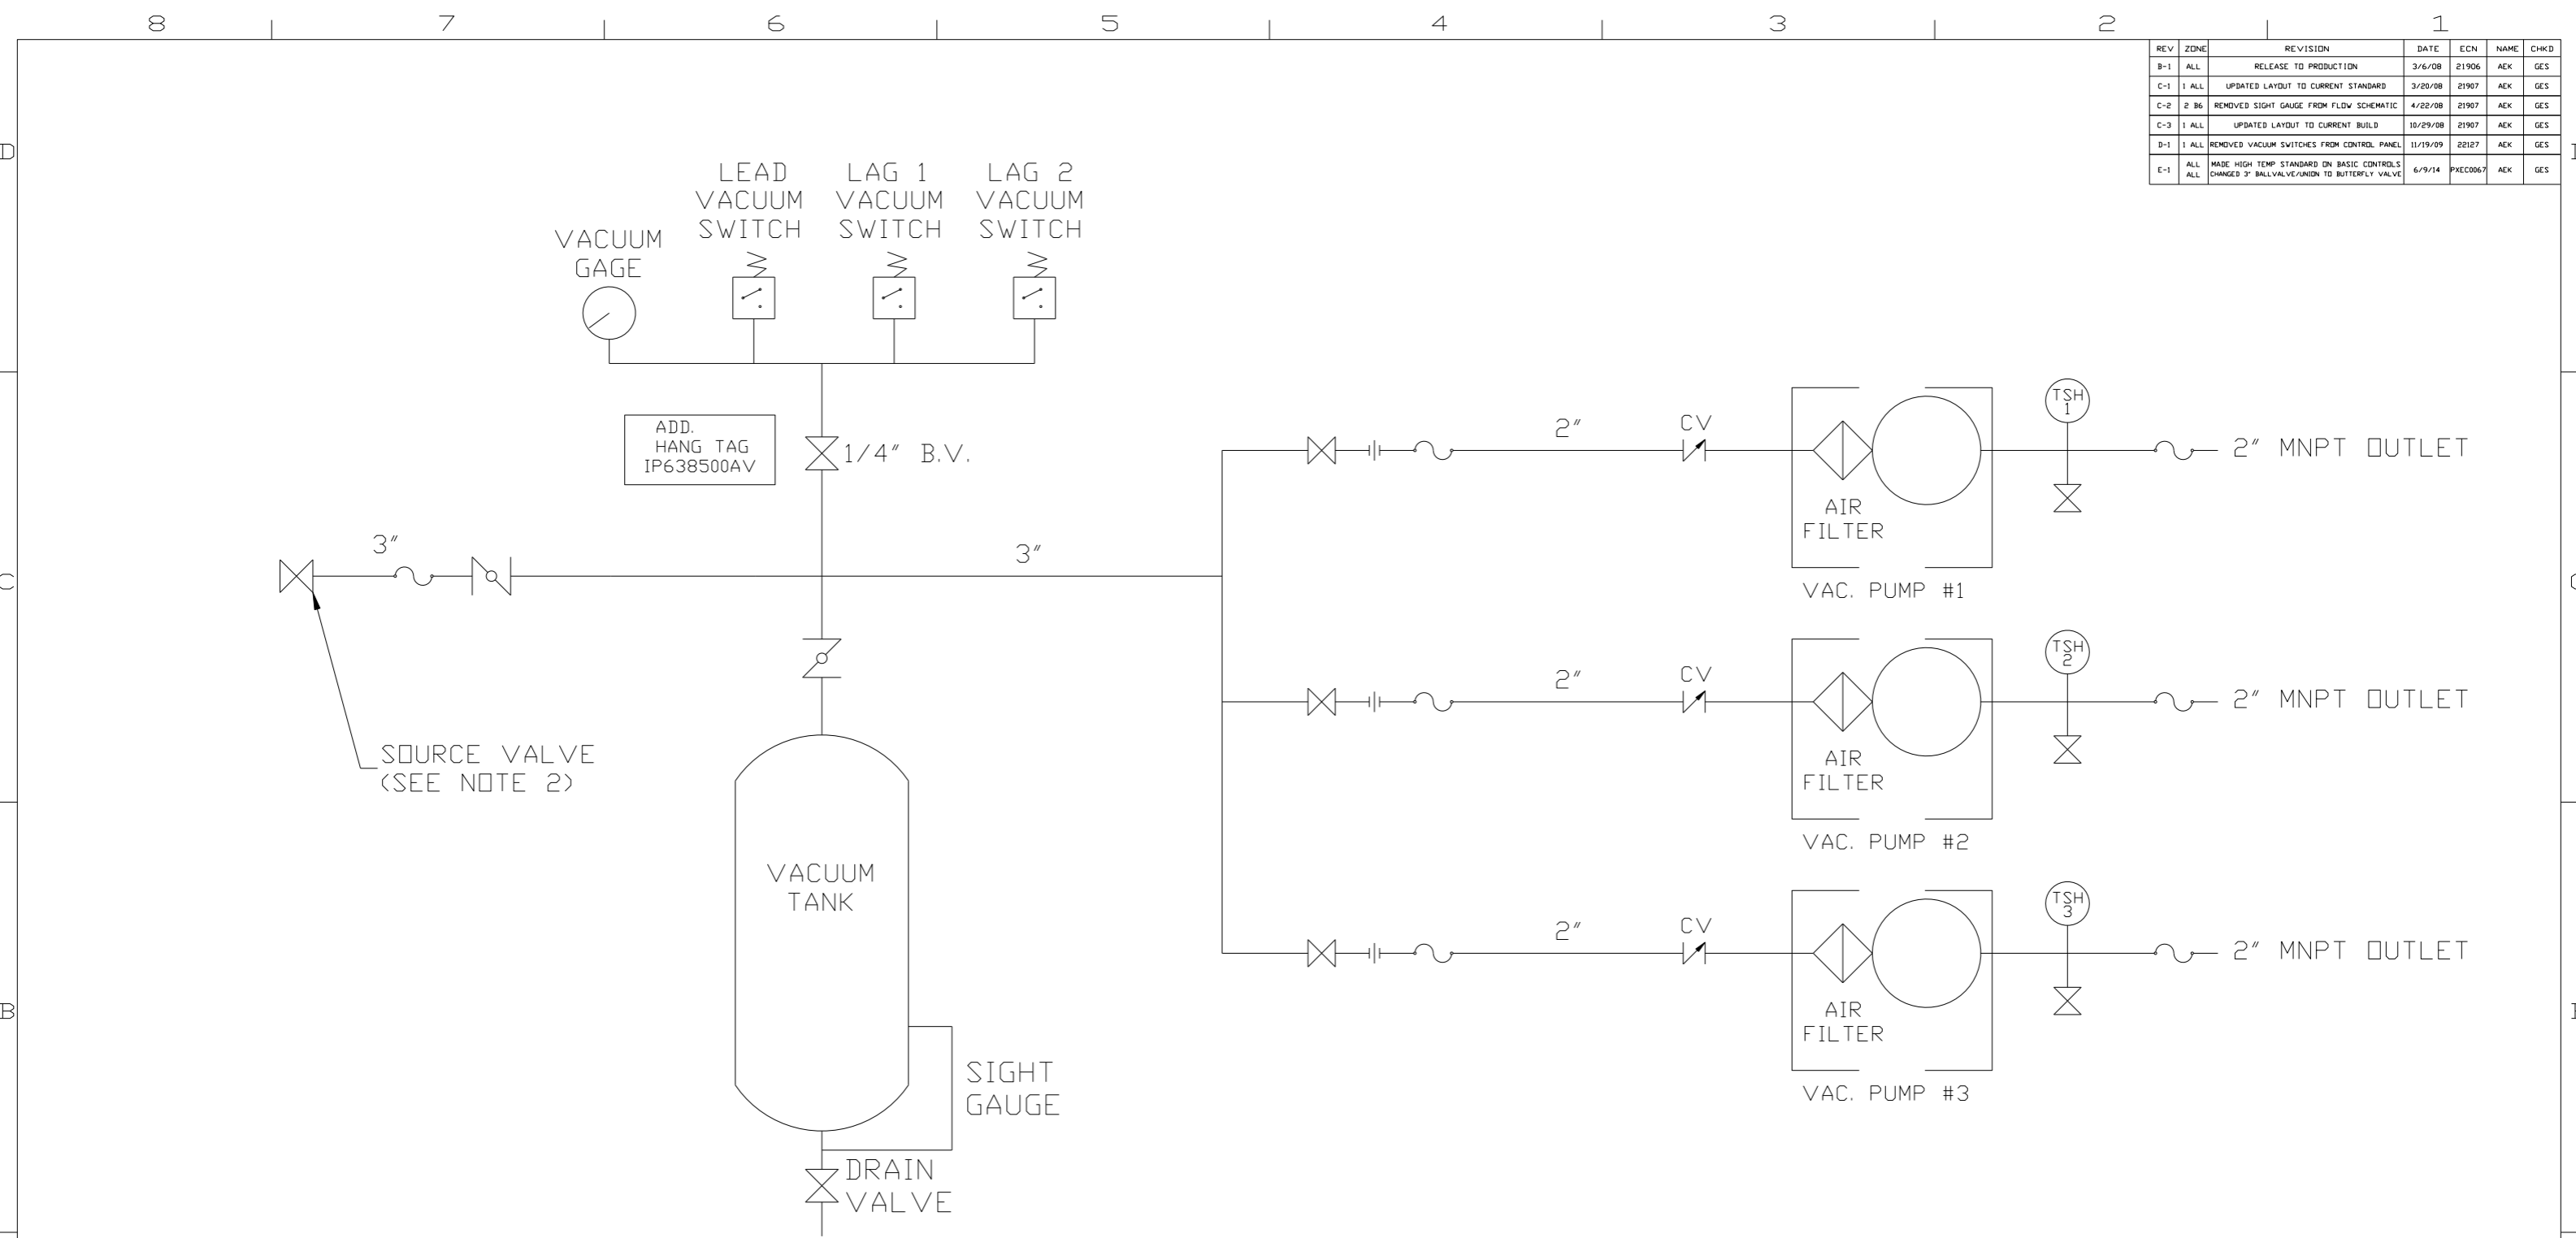 8 7 6 5 4 3 2 1
REV ZONE REVISION DATE ECN NAME CHKD
B-1 ALL RELEASE TO PRODUCTION 3/6/08 21906 AEK GES
C-1 1 ALL UPDATED LAYOUT TO CURRENT STANDARD 3/20/08 21907 AEK GES
C-2 2 B6 REMOVED SIGHT GAUGE FROM FLOW SCHEMATIC 4/22/08 21907 AEK GES
C-3 1 ALL UPDATED LAYOUT TO CURRENT BUILD 10/29/08 21907 AEK GES
D-1 1 ALL REMOVED VACUUM SWITCHES FROM CONTROL PANEL 11/19/09 22127 AEK GES
E-1 ALL MADE HIGH TEMP STANDARD ON BASIC CONTROLS 6/9/14 PXEC0067 AEK GES
ALL CHANGED 3" BALLVALVE/UNION TO BUTTERFLY VALVE
D
LEAD
VACUUM
SWITCH
LAG 1
VACUUM
SWITCH
LAG 2
VACUUM
SWITCH
VACUUM
GAGE
ADD.
HANG TAG
IP638500AV
1/4" B.V.
3"
3"
C
SOURCE VALVE
(SEE NOTE 2)
VACUUM
TANK
B
SIGHT
GAUGE
DRAIN
VALVE
2"
CV
AIR
FILTER
VAC. PUMP #1
TSH
1
2" MNPT OUTLET
2"
CV
AIR
FILTER
VAC. PUMP #2
TSH
2
2" MNPT OUTLET
2"
CV
AIR
FILTER
VAC. PUMP #3
TSH
3
2" MNPT OUTLET